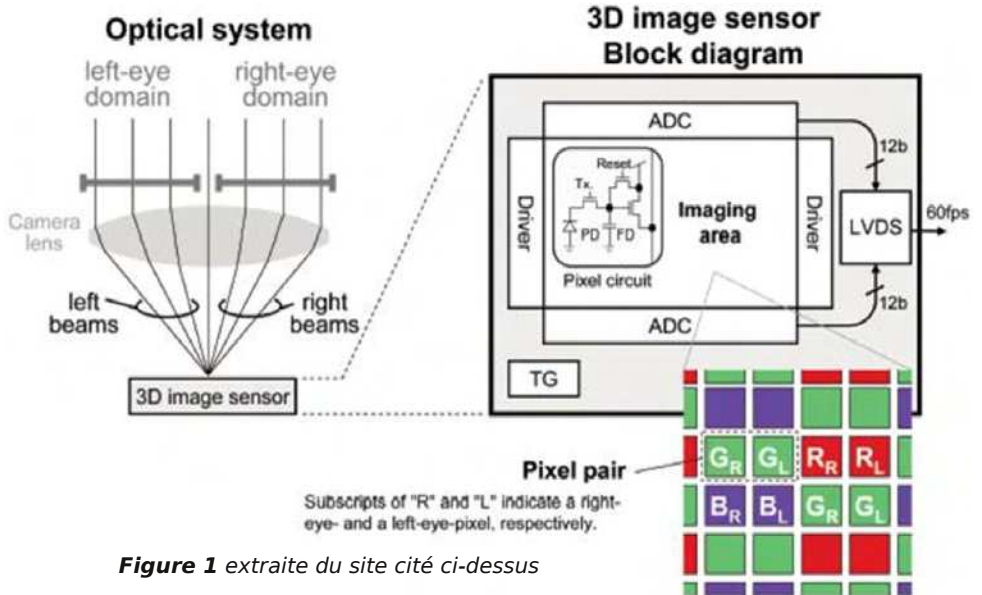 Optical system
left-eye
domain
right-eye
domain
Camera
lens
left
beams
right
beams
3D image sensor
3D image sensor
Block diagram
ADC
12b
Driver
Reset
Tx.
PD
FD
Pixel circuit
Imaging
area
Driver
LVDS
60fps
12b
ADC
TG
Pixel pair
Subscripts of "R" and "L" indicate a right-
eye- and a left-eye-pixel, respectively.
GR GL RR RL
BR BL GR GL
Figure 1 extraite du site cité ci-dessus